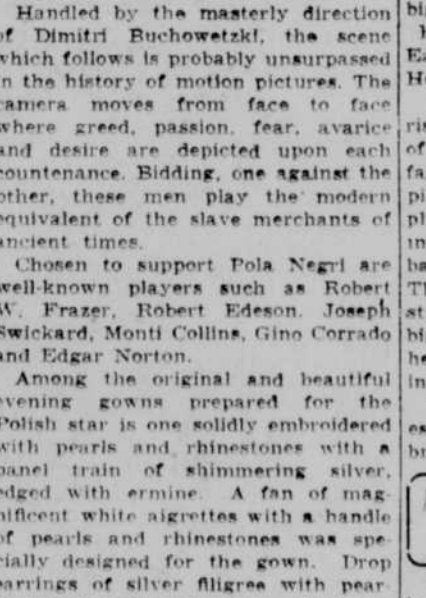 Handled by the masterly direction
of Dimitri Buchowetzki, the scene
which follows is probably unsurpassed
in the history of motion pictures. The
camera moves from face to face
where greed, passion, fear, avarice
and desire are depicted upon each
countenance. Bidding, one against the
other, these men play the modern
equivalent of the slave merchants of
ancient times.
Chosen to support Pola Negri are
well-known players such as Robert
W. Frazer, Robert Edeson, Joseph
Swickard, Monti Collins, Gino Corrado
and Edgar Norton.
Among the original and beautiful
evening gowns prepared for the
Polish star is one solidly embroidered
with pearls and rhinestones with a
panel train of shimmering silver,
edged with ermine. A fan of mag-
nificent white aigrettes with a handle
of pearls and rhinestones was spe-
cially designed for the gown. Drop
earrings of silver filigree with pear-